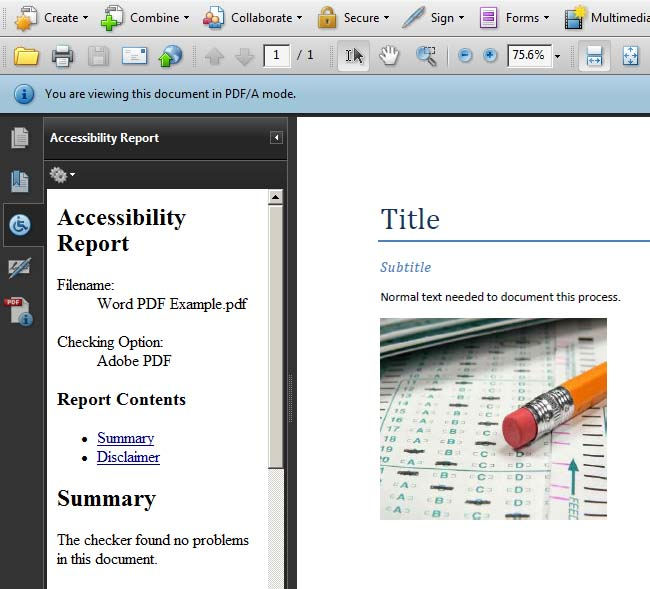 Create Combine Collaborate Secure Sign Forms Multimedia
1 / 1 75.6%
You are viewing this document in PDF/A mode.
Accessibility Report
Accessibility
Report
Filename:
Word PDF Example.pdf
Checking Option:
Adobe PDF
Report Contents
Summary
Disclaimer
Summary
The checker found no problems
in this document.
PDF
Title
Subtitle
Normal text needed to document this process.